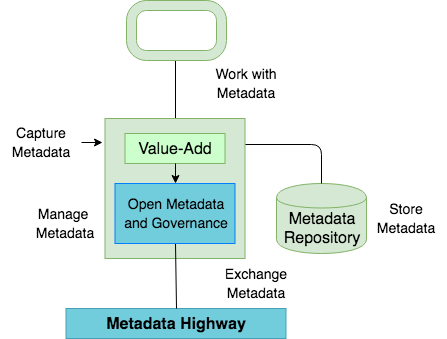 Work with
Metadata
Capture
Metadata
Value-Add
Open Metadata
and Governance
Manage
Metadata
Metadata
Repository
Store
Metadata
Exchange
Metadata
Metadata Highway